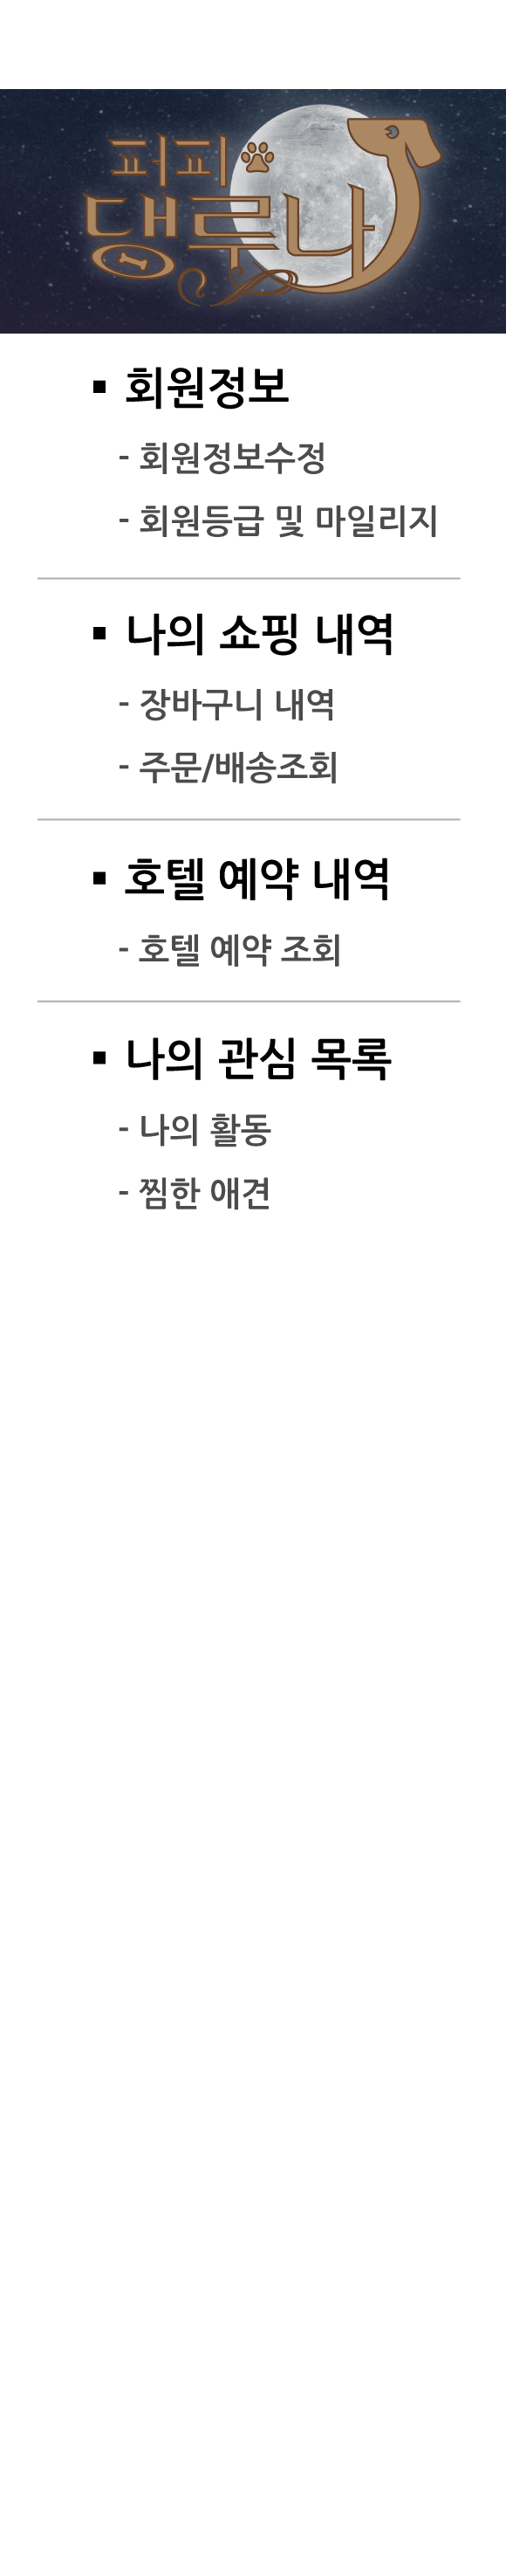 퍼피
댕루나
▪ 회원정보
- 회원정보수정
- 회원등급 및 마일리지
▪ 나의 쇼핑 내역
- 장바구니 내역
- 주문/배송조회
▪ 호텔 예약 내역
- 호텔 예약 조회
▪ 나의 관심 목록
- 나의 활동
- 찜한 애견